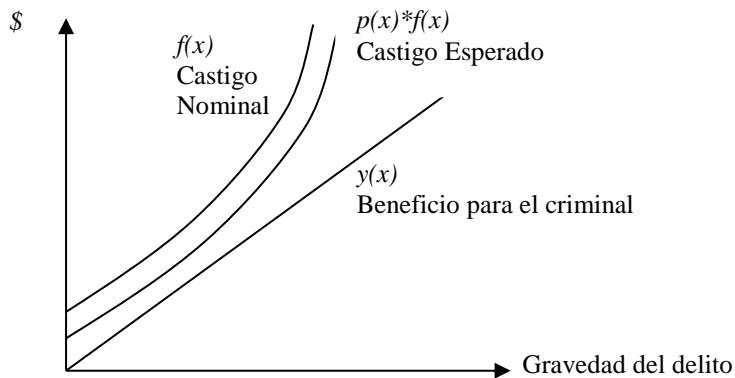 $
f(x)
Castigo
Nominal
p(x)*f(x)
Castigo Esperado
y(x)
Beneficio para el criminal
Gravedad del delito